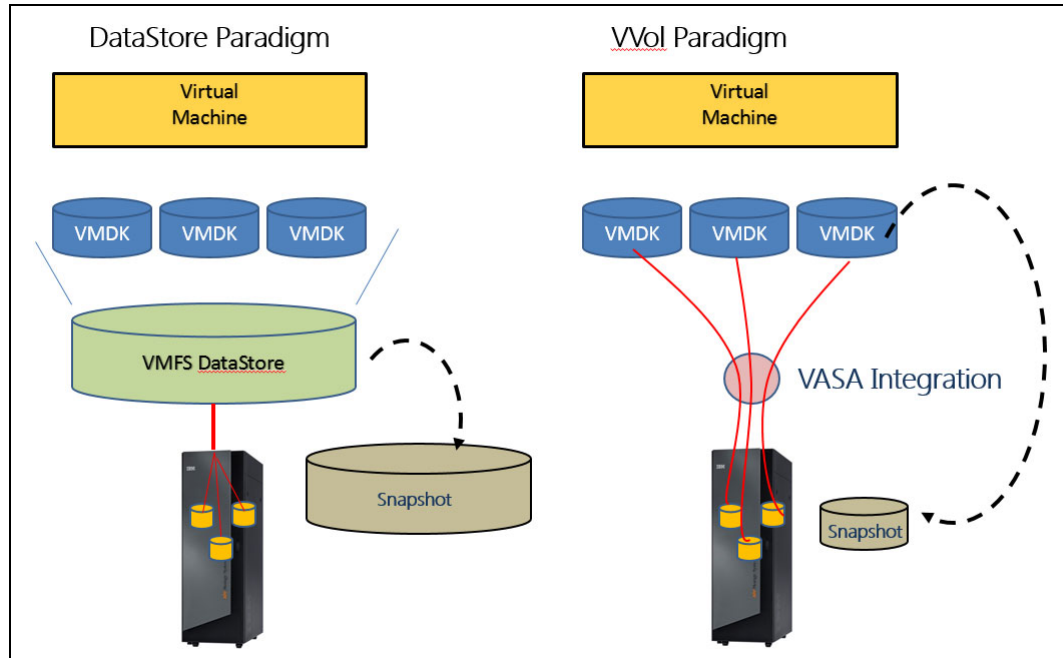 DataStore Paradigm
VVol Paradigm
Virtual
Machine
Virtual
Machine
VMDK
VMDK
VMDK
VMDK
VMDK
VMDK
VMFS DataStore
VASA Integration
Snapshot
Snapshot